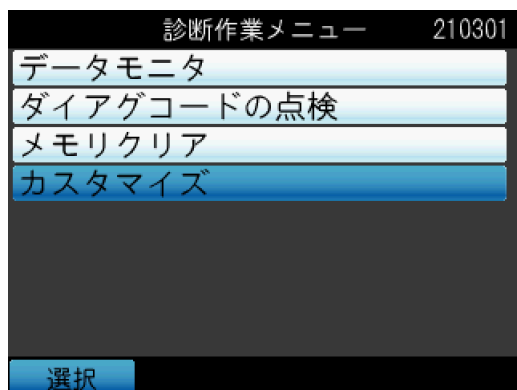 診断作業メニュー 210301
データモニタ
ダイアグコードの点検
メモリクリア
カスタマイズ
選択